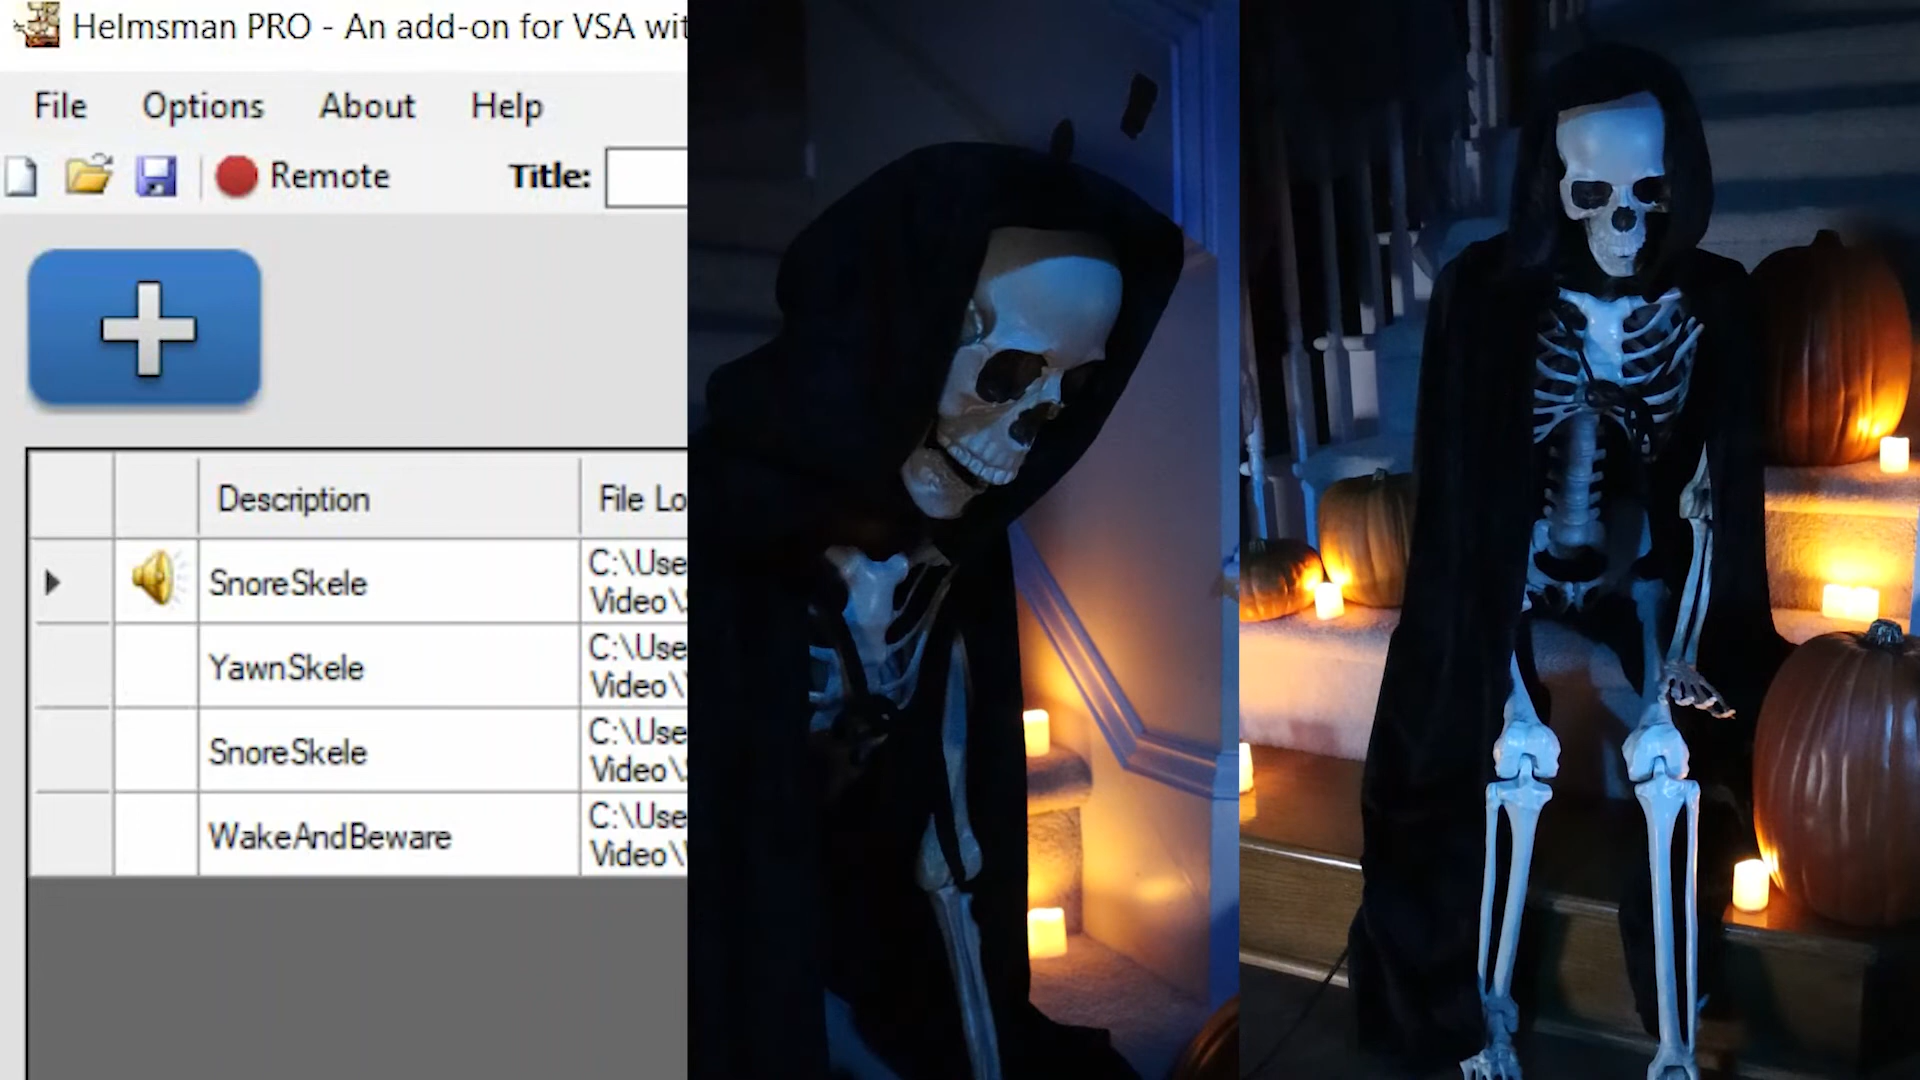 Helmsman PRO - An add-on for VSA wit
File Options About Help
Remote Title:
Description File Lo
SnoreSkele C:\Use
Video\
YawnSkele C:\Use
Video\
SnoreSkele C:\Use
Video\
WakeAndBeware C:\Use
Video\